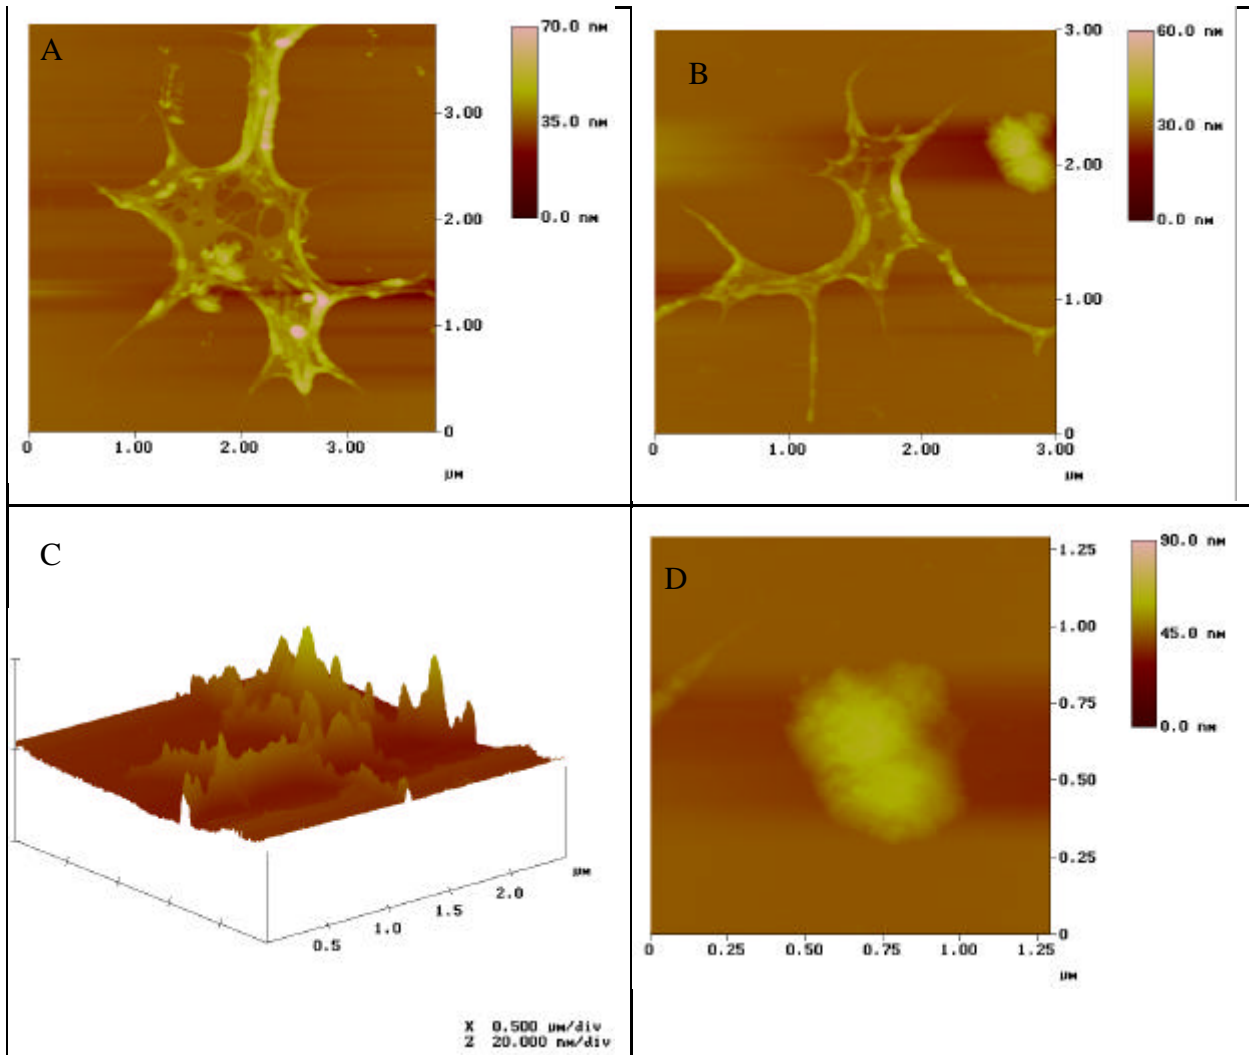 A
70.0 nm
35.0 nm
0.0 nm
3.00
2.00
1.00
0
0 1.00 2.00 3.00
μm
B
60.0 nm
30.0 nm
0.0 nm
3.00
2.00
1.00
0
0 1.00 2.00 3.00
μm
C
μm
2.0
1.5
1.0
0.5
X 0.500 μm/div
Z 20.000 nm/div
D
90.0 nm
45.0 nm
0.0 nm
1.25
1.00
0.75
0.50
0.25
0
0 0.25 0.50 0.75 1.00 1.25
μm